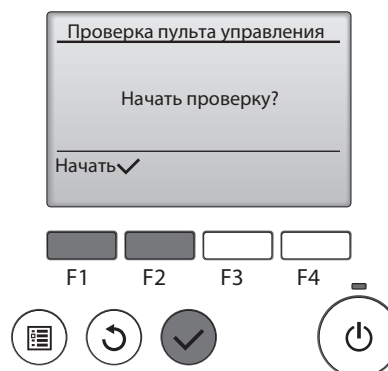 Проверка пульта управления
Начать проверку?
Начать✓
F1 F2 F3 F4